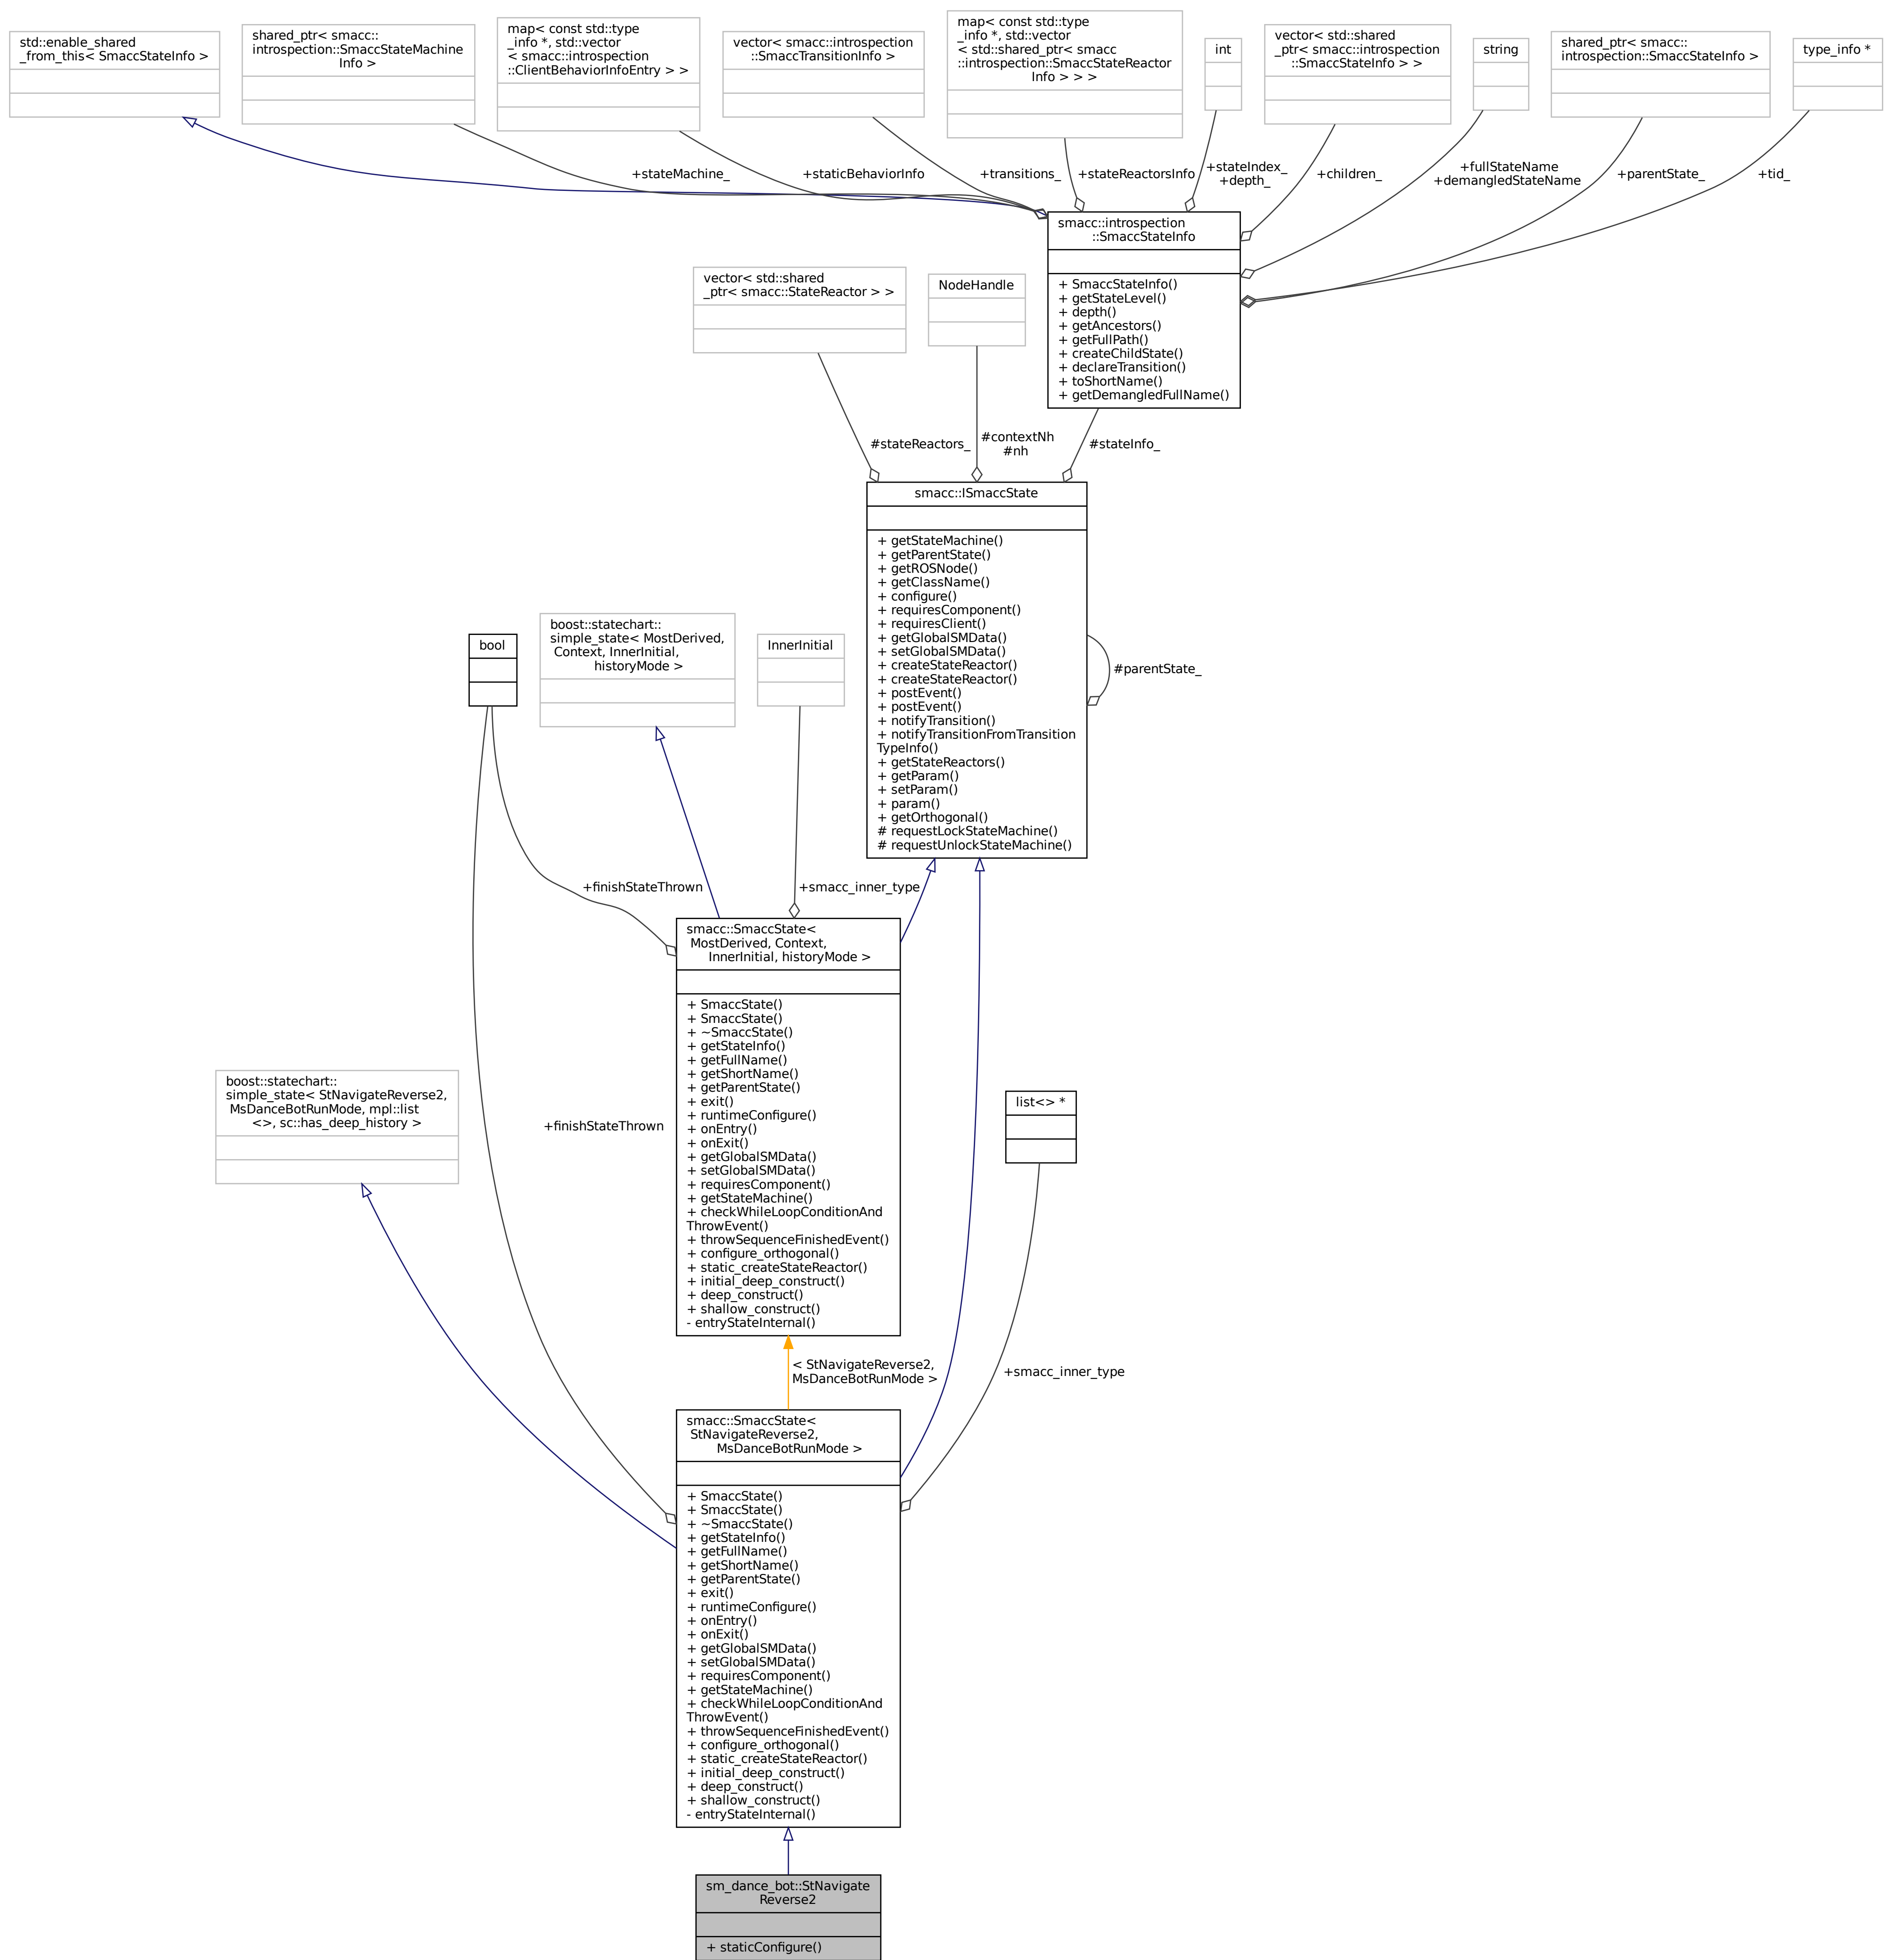 std::enable_shared
_from_this< SmaccStateInfo >
shared_ptr< smacc::
introspection::SmaccStateMachine
Info >
map< const std::type
_info *, std::vector
< smacc::introspection
::ClientBehaviorInfoEntry > >
vector< smacc::introspection
::SmaccTransitionInfo >
map< const std::type
_info *, std::vector
< std::shared_ptr< smacc
::introspection::SmaccStateReactor
Info > > >
int
vector< std::shared
_ptr< smacc::introspection
::SmaccStateInfo > >
string
shared_ptr< smacc::
introspection::SmaccStateInfo >
type_info *
+stateMachine_
+staticBehaviorInfo
+transitions_
+stateReactorsInfo
+stateIndex_
+depth_
+children_
+fullStateName
+demangledStateName
+parentState_
+tid_
smacc::introspection
::SmaccStateInfo
+ SmaccStateInfo()
+ getStateLevel()
+ depth()
+ getAncestors()
+ getFullPath()
+ createChildState()
+ declareTransition()
+ toShortName()
+ getDemangledFullName()
vector< std::shared
_ptr< smacc::StateReactor > >
NodeHandle
#stateReactors_
#contextNh
#nh
#stateInfo_
smacc::ISmaccState
+ getStateMachine()
+ getParentState()
+ getROSNode()
+ getClassName()
+ configure()
+ requiresComponent()
+ requiresClient()
+ getGlobalSMData()
+ setGlobalSMData()
+ createStateReactor()
+ createStateReactor()
+ postEvent()
+ postEvent()
+ notifyTransition()
+ notifyTransitionFromTransition
TypeInfo()
+ getStateReactors()
+ getParam()
+ setParam()
+ param()
+ getOrthogonal()
# requestLockStateMachine()
# requestUnlockStateMachine()
#parentState_
bool
boost::statechart::
simple_state< MostDerived,
Context, InnerInitial,
historyMode >
InnerInitial
+finishStateThrown
+smacc_inner_type
smacc::SmaccState<
MostDerived, Context,
InnerInitial, historyMode >
+ SmaccState()
+ SmaccState()
+ ~SmaccState()
+ getStateInfo()
+ getFullName()
+ getShortName()
+ getParentState()
+ exit()
+ runtimeConfigure()
+ onEntry()
+ onExit()
+ getGlobalSMData()
+ setGlobalSMData()
+ requiresComponent()
+ getStateMachine()
+ checkWhileLoopConditionAnd
ThrowEvent()
+ throwSequenceFinishedEvent()
+ configure_orthogonal()
+ static_createStateReactor()
+ initial_deep_construct()
+ deep_construct()
+ shallow_construct()
- entryStateInternal()
boost::statechart::
simple_state< StNavigateReverse2,
MsDanceBotRunMode, mpl::list
<>, sc::has_deep_history >
+finishStateThrown
list<> *
< StNavigateReverse2,
MsDanceBotRunMode >
+smacc_inner_type
smacc::SmaccState<
StNavigateReverse2,
MsDanceBotRunMode >
+ SmaccState()
+ SmaccState()
+ ~SmaccState()
+ getStateInfo()
+ getFullName()
+ getShortName()
+ getParentState()
+ exit()
+ runtimeConfigure()
+ onEntry()
+ onExit()
+ getGlobalSMData()
+ setGlobalSMData()
+ requiresComponent()
+ getStateMachine()
+ checkWhileLoopConditionAnd
ThrowEvent()
+ throwSequenceFinishedEvent()
+ configure_orthogonal()
+ static_createStateReactor()
+ initial_deep_construct()
+ deep_construct()
+ shallow_construct()
- entryStateInternal()
sm_dance_bot::StNavigate
Reverse2
+ staticConfigure()